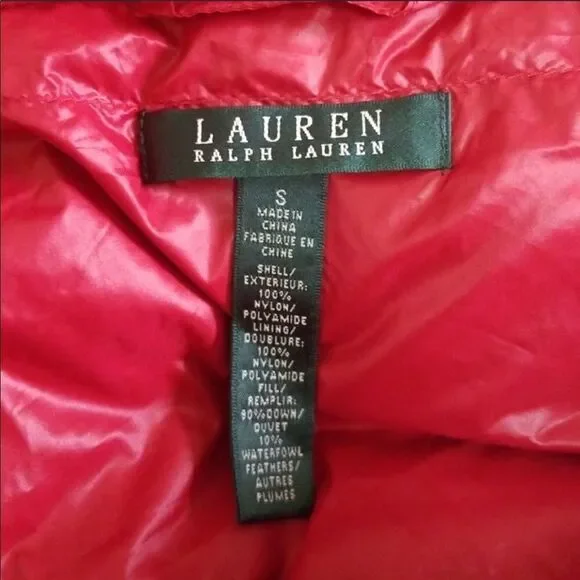 LAUREN
RALPH LAUREN
S
MADE IN
CHINA
FABRIQUE EN
CHINE
SHELL/
EXTERIEUR:
100%
NYLON/
POLYAMIDE
LINING/
DOUBLURE:
100%
NYLON/
POLYAMIDE
FILL/
REMPLIR:
90%DOWN/
DUVET
10%
WATERFOWL
FEATHERS/
AUTRES
PLUMES